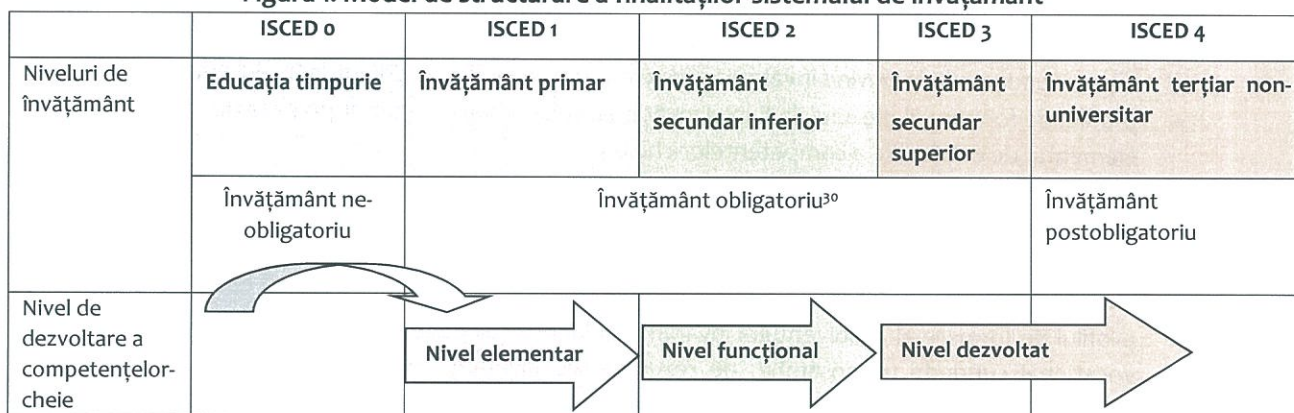 ISCED 0 ISCED 1 ISCED 2 ISCED 3 ISCED 4
Niveluri de
învățământ
Educația timpurie
Învățământ primar
Învățământ
secundar inferior
Învățământ
secundar
superior
Învățământ terțiar non-
universitar
Învățământ ne-
obligatoriu
Învățământ obligatoriu³⁰
Învățământ
postobligatoriu
Nivel de
dezvoltare a
competențelor-
cheie
Nivel elementar
Nivel funcțional
Nivel dezvoltat